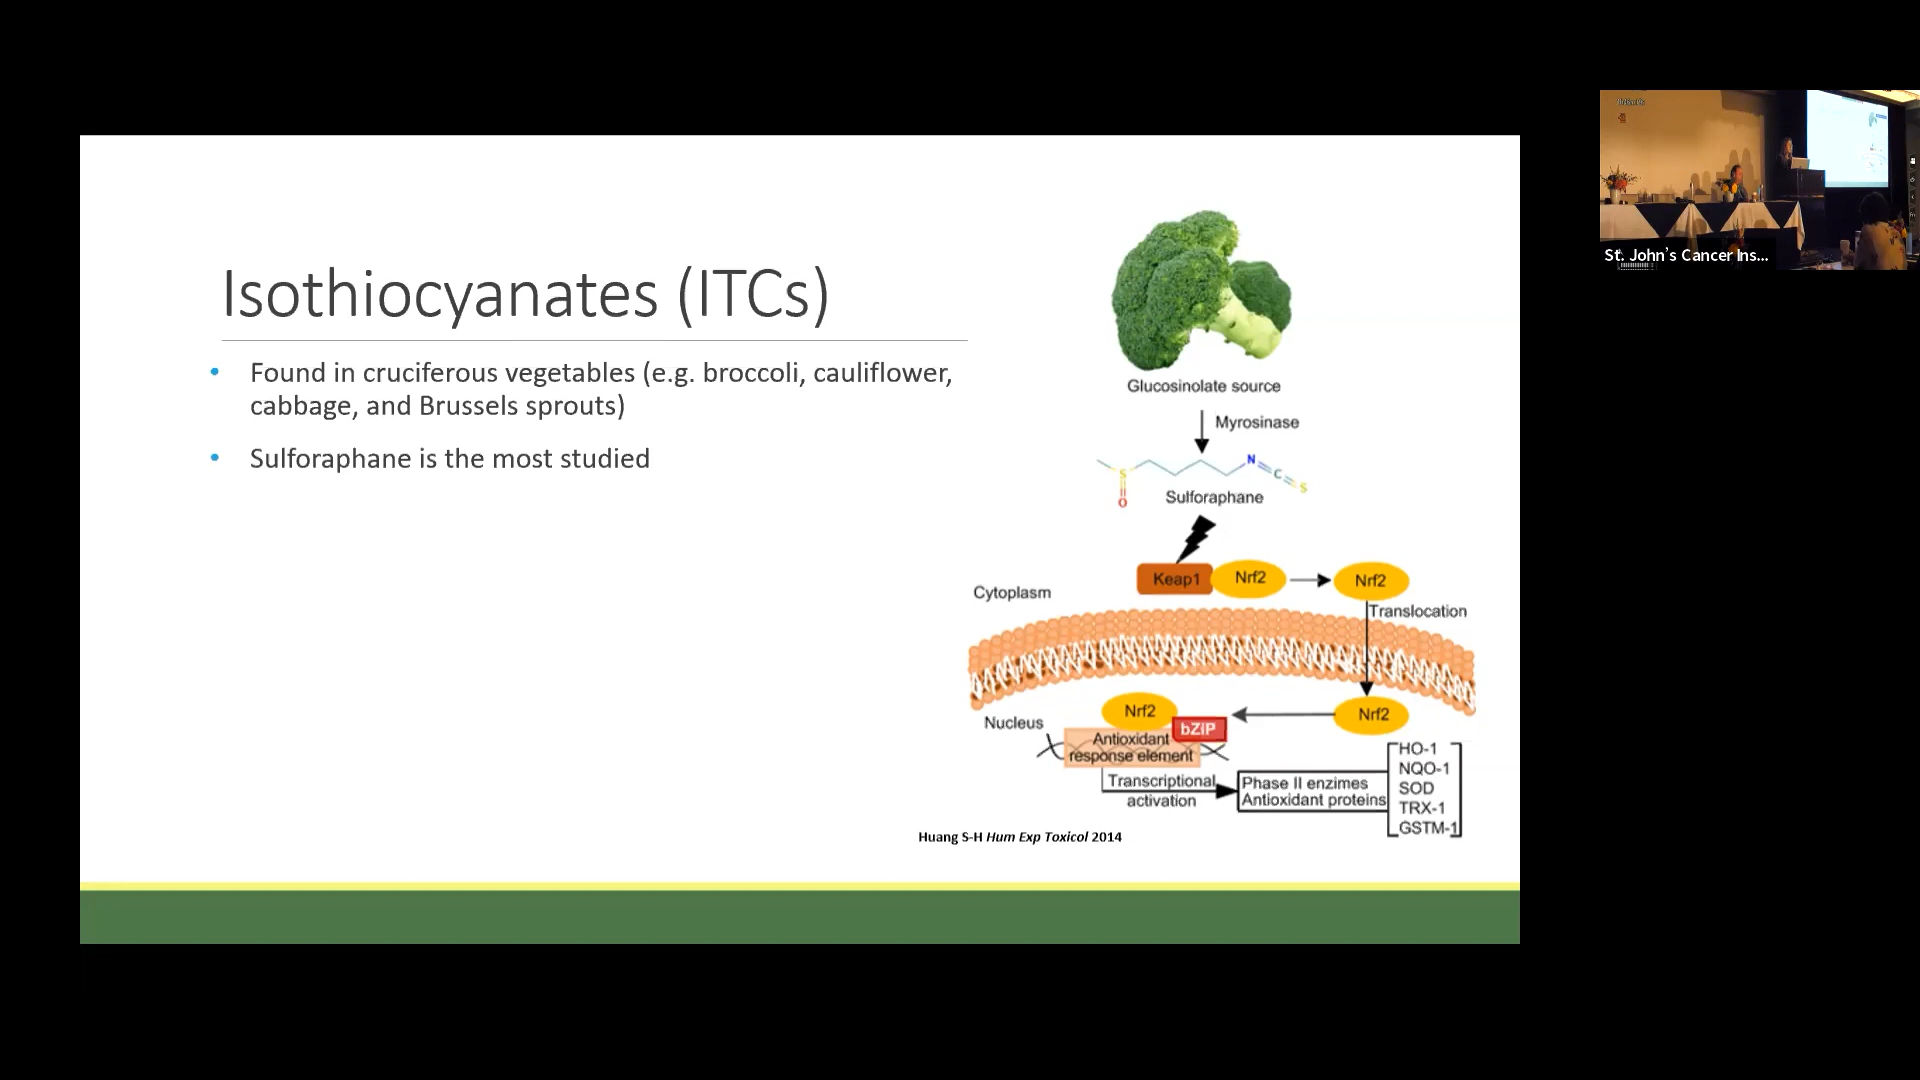 Isothiocyanates (ITCs)
• Found in cruciferous vegetables (e.g. broccoli, cauliflower,
cabbage, and Brussels sprouts)
• Sulforaphane is the most studied
Glucosinolate source
Myrosinase
N
C
S
S
O
Sulforaphane
Keap1
Nrf2
Nrf2
Cytoplasm
Translocation
Nucleus
Nrf2
bZIP
Nrf2
Antioxidant
response element
Transcriptional
activation
Phase II enzimes
Antioxidant proteins
HO-1
NQO-1
SOD
TRX-1
GSTM-1
Huang S-H Hum Exp Toxicol 2014
St. John's Cancer Ins...